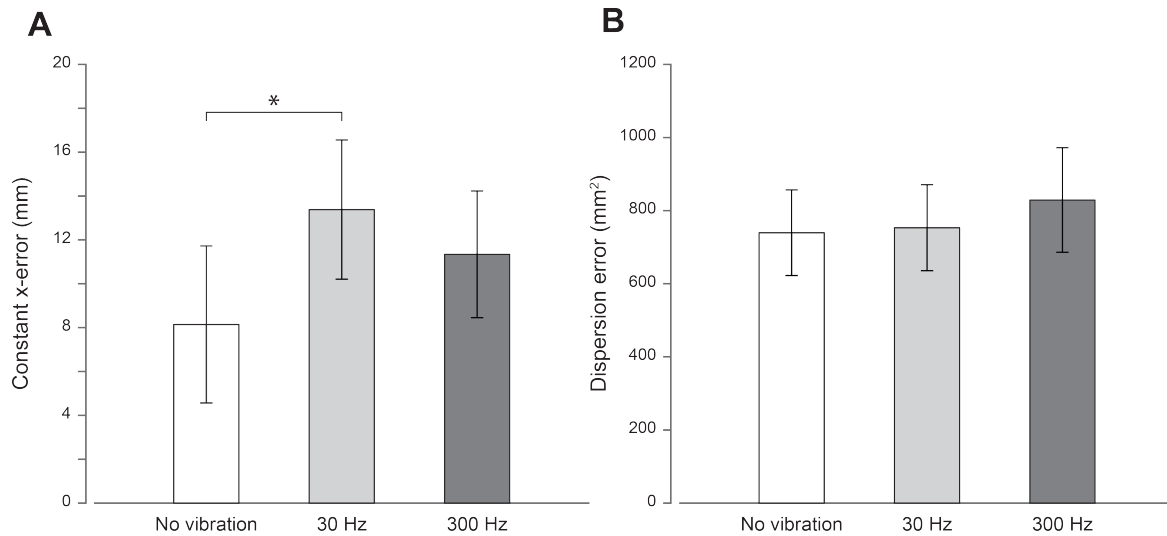 A
Constant x-error (mm)
20
16
12
8
4
0
*
No vibration
30 Hz
300 Hz
B
Dispersion error (mm²)
1200
1000
800
600
400
200
0
No vibration
30 Hz
300 Hz